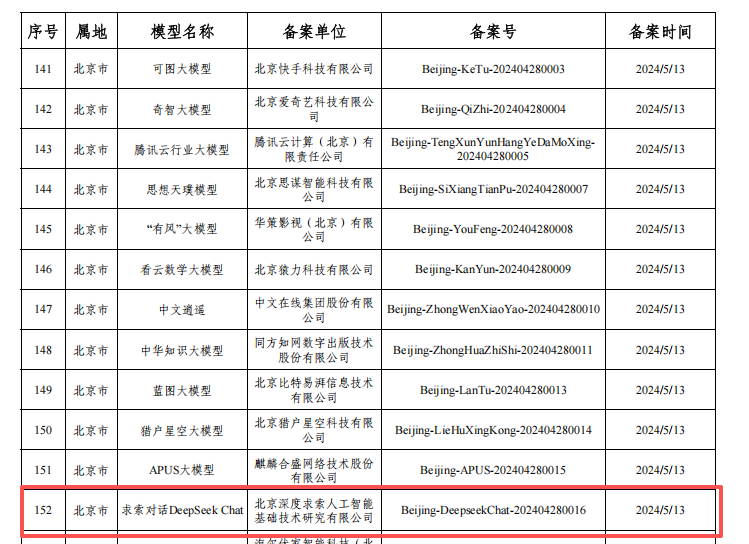 序号 属地 模型名称 备案单位 备案号 备案时间
141 北京市 可图大模型 北京快手科技有限公司 Beijing-KeTu-202404280003 2024/5/13
142 北京市 奇智大模型 北京爱奇艺科技有限公
司 Beijing-QiZhi-202404280004 2024/5/13
143 北京市 腾讯云行业大模型 腾讯云计算（北京）有
限责任公司 Beijing-TengXunYunHangYeDaMoXing-
202404280005 2024/5/13
144 北京市 思想天璞模型 北京思谋智能科技有限
公司 Beijing-SiXiangTianPu-202404280007 2024/5/13
145 北京市 “有风”大模型 华策影视（北京）有限
公司 Beijing-YouFeng-202404280008 2024/5/13
146 北京市 看云数学大模型 北京猿力科技有限公司 Beijing-KanYun-202404280009 2024/5/13
147 北京市 中文逍遥 中文在线集团股份有限
公司 Beijing-ZhongWenXiaoYao-202404280010 2024/5/13
148 北京市 中华知识大模型 同方知网数字出版技术
股份有限公司 Beijing-ZhongHuaZhiShi-202404280011 2024/5/13
149 北京市 蓝图大模型 北京比特易湃信息技术
有限公司 Beijing-LanTu-202404280013 2024/5/13
150 北京市 猎户星空大模型 北京猎户星空科技有限
公司 Beijing-LieHuXingKong-202404280014 2024/5/13
151 北京市 APUS大模型 麒麟合盛网络技术股份
有限公司 Beijing-APUS-202404280015 2024/5/13
152 北京市 求索对话DeepSeek Chat 北京深度求索人工智能
基础技术研究有限公司 Beijing-DeepseekChat-202404280016 2024/5/13